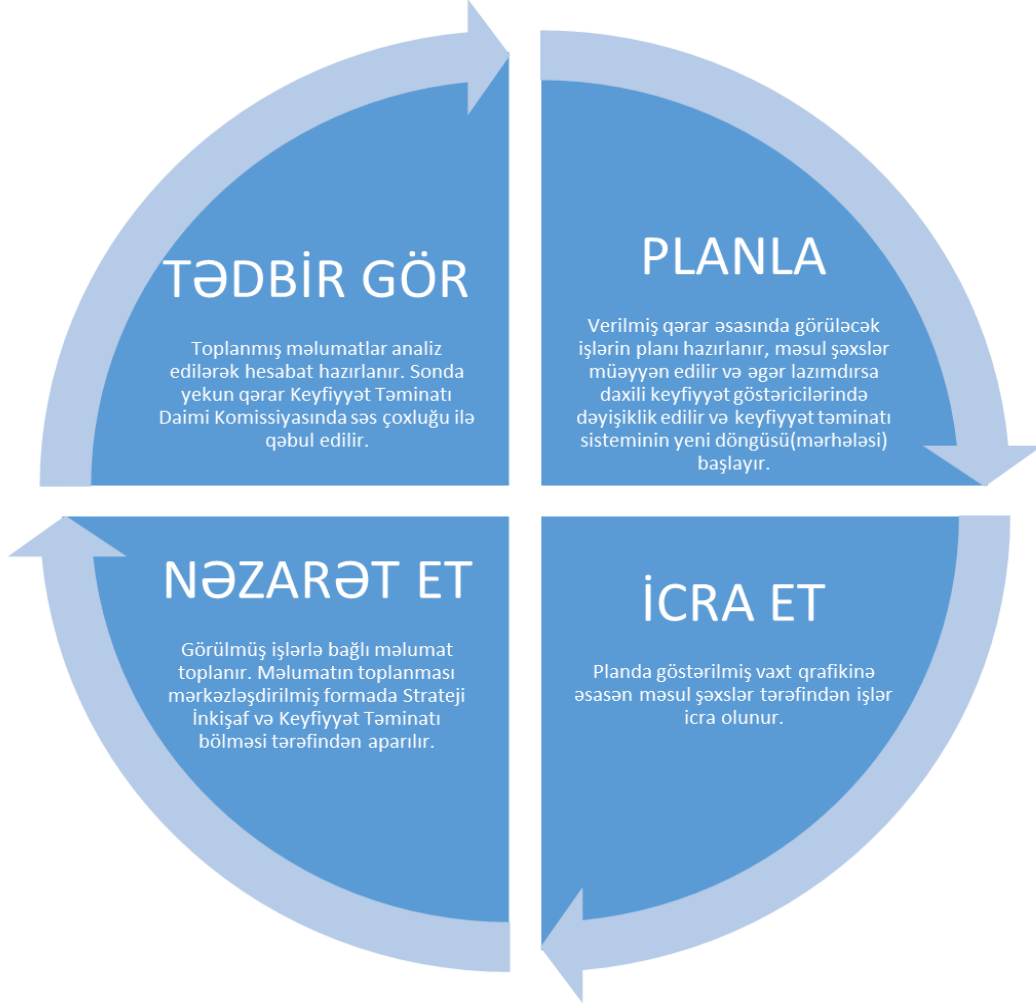 TƏDBİR GÖR
Toplanmış məlumatlar analiz
edilərək hesabat hazırlanır. Sonda
yekun qərar Keyfiyyət Təminatı
Daimi Komissiyasında səs çoxluğu ilə
qəbul edilir.
PLANLA
Verilmiş qərar əsasında görüləcək
işlərin planı hazırlanır, məsul şəxslər
müəyyən edilir və əgər lazımdırsa
daxili keyfiyyət göstəricilərində
dəyişiklik edilir və keyfiyyət təminatı
sisteminin yeni döngüsü(mərhələsi)
başlayır.
NƏZARƏT ET
Görülmüş işlərlə bağlı məlumat
toplanır. Məlumatın toplanması
mərkəzləşdirilmiş formada Strateji
İnkişaf və Keyfiyyət Təminatı
bölməsi tərəfindən aparılır.
İCRA ET
Planda göstərilmiş vaxt qrafikinə
əsasən məsul şəxslər tərəfindən işlər
icra olunur.